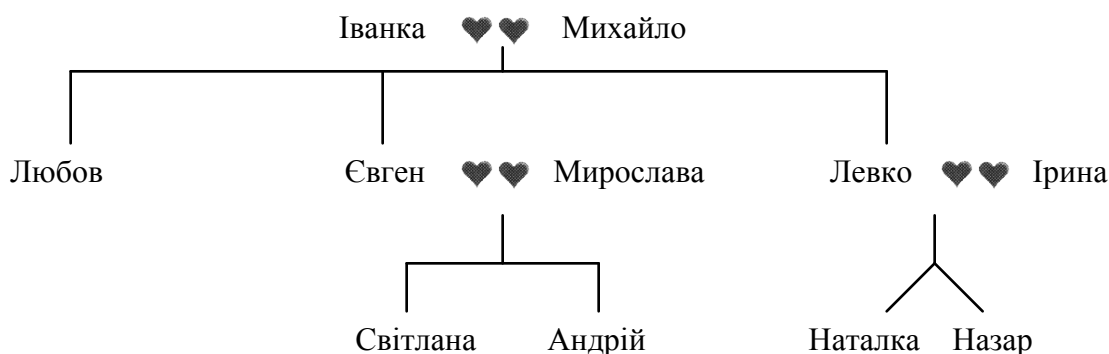 Іванка Михайло
Любов Євген Мирослава Левко Ірина
Світлана Андрій Наталка Назар